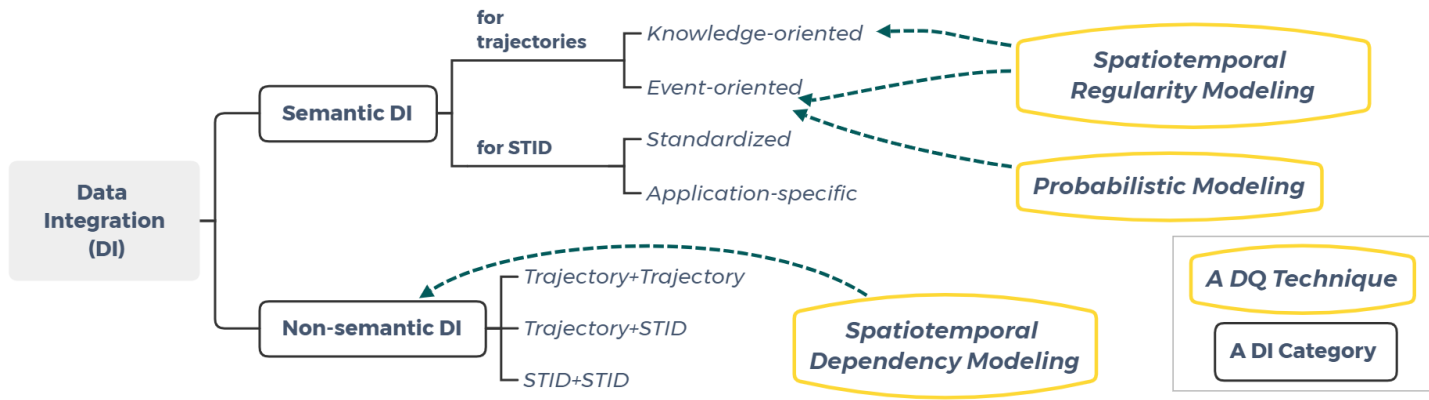 Data
Integration
(DI)
Semantic DI
for
trajectories
Knowledge-oriented
Event-oriented
for STID
Standardized
Application-specific
Non-semantic DI
Trajectory+Trajectory
Trajectory+STID
STID+STID
Spatiotemporal
Regularity Modeling
Probabilistic Modeling
Spatiotemporal
Dependency Modeling
A DQ Technique
A DI Category